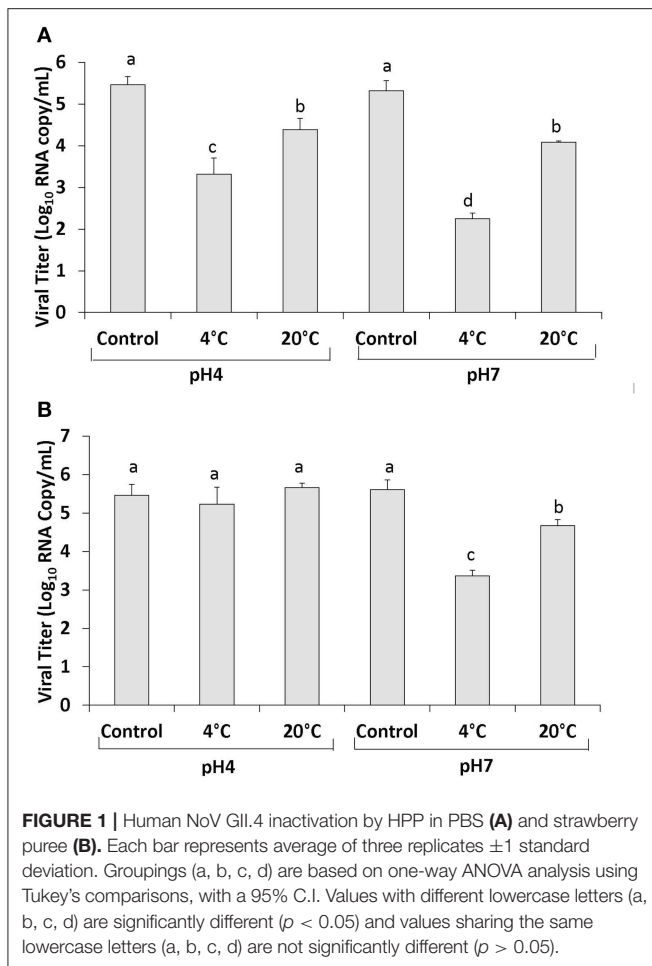 A
Viral Titer (Log10 RNA copy/mL)
6
5
4
3
2
1
0
a
c
b
a
d
b
Control 4°C 20°C Control 4°C 20°C
pH4 pH7
B
Viral Titer (Log10 RNA Copy/mL)
7
6
5
4
3
2
1
0
a
a
a
a
c
b
Control 4°C 20°C Control 4°C 20°C
pH4 pH7
FIGURE 1 | Human NoV GII.4 inactivation by HPP in PBS (A) and strawberry
puree (B). Each bar represents average of three replicates ±1 standard
deviation. Groupings (a, b, c, d) are based on one-way ANOVA analysis using
Tukey's comparisons, with a 95% C.I. Values with different lowercase letters (a,
b, c, d) are significantly different (p < 0.05) and values sharing the same
lowercase letters (a, b, c, d) are not significantly different (p > 0.05).